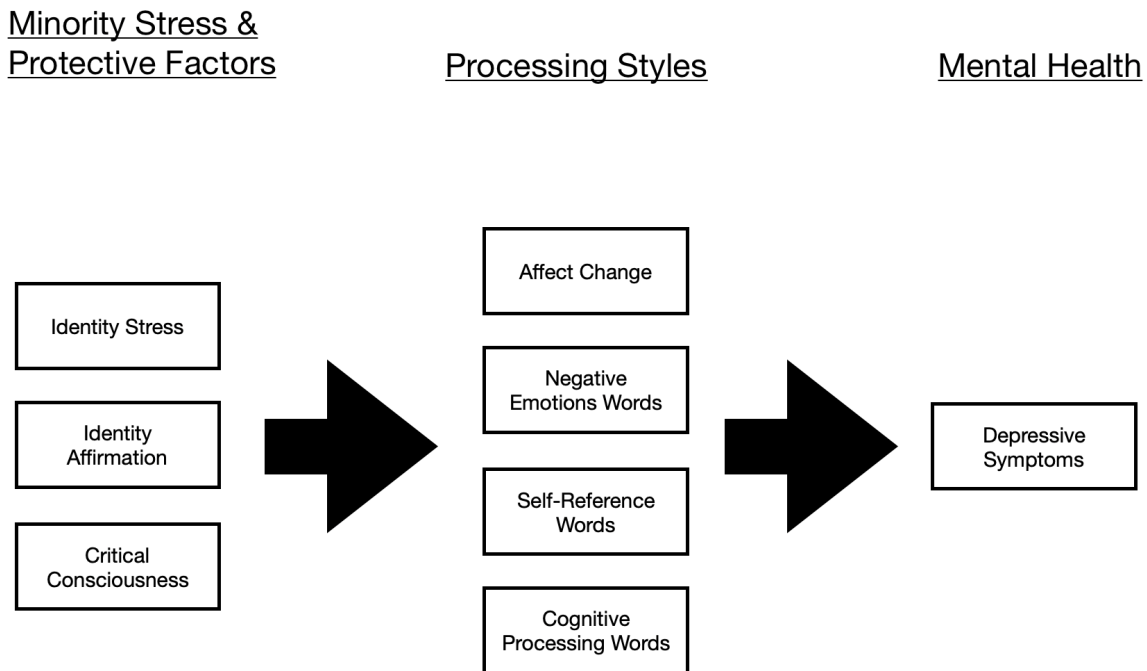 Minority Stress &
Protective Factors
Processing Styles
Mental Health
Identity Stress
Identity
Affirmation
Critical
Consciousness
Affect Change
Negative
Emotions Words
Self-Reference
Words
Cognitive
Processing Words
Depressive
Symptoms